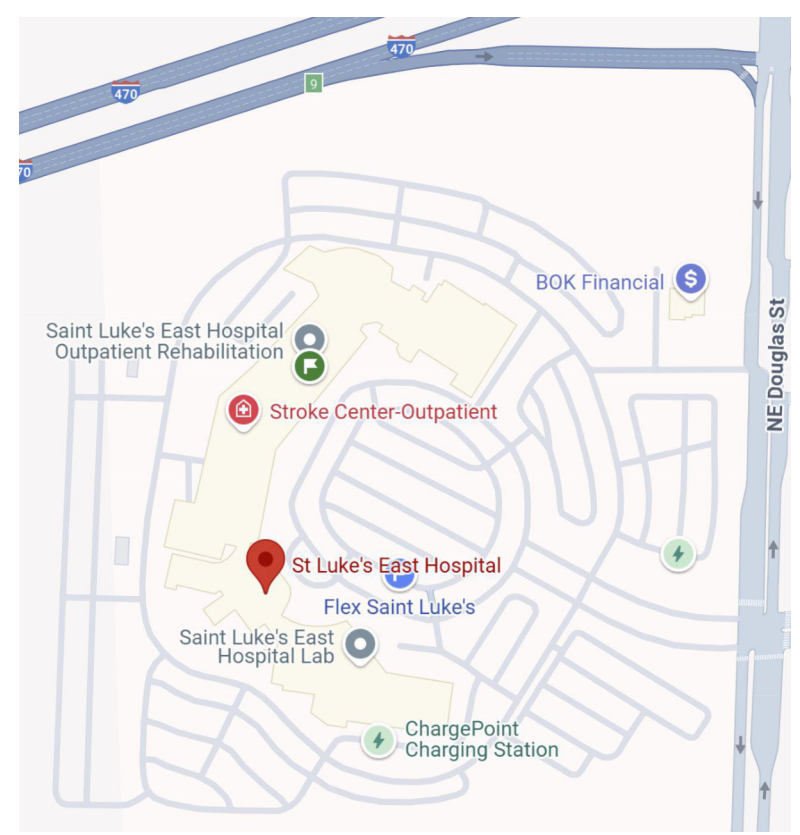 470
470
9
70
BOK Financial
$
Saint Luke's East Hospital
Outpatient Rehabilitation
NE Douglas St
Stroke Center-Outpatient
St Luke's East Hospital
Flex Saint Luke's
Saint Luke's East
Hospital Lab
ChargePoint
Charging Station